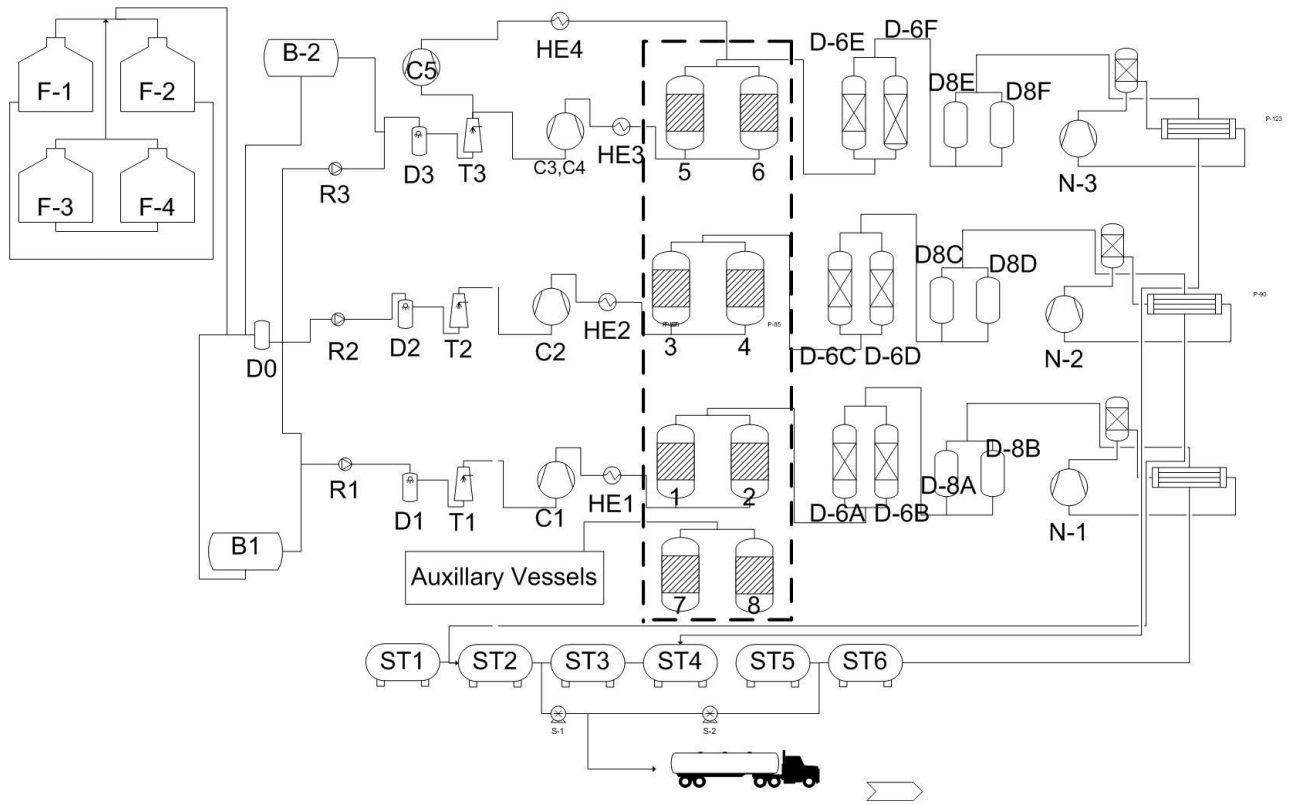 D-6F
D-6E
B-2
HE4
C5
F-1
F-2
D8E
D8F
P-123
HE3
C3,C4
D3
T3
N-3
5
6
R3
F-3
F-4
D8C
D8D
P-90
HE2
P-85
R2
D2
T2
C2
3
4
D-6C
D-6D
N-2
D0
D-8B
D-8A
R1
HE1
1
2
D1
T1
C1
D-6A
D-6B
N-1
B1
Auxillary Vessels
7
8
ST1
ST2
ST3
ST4
ST5
ST6
S-1
S-2